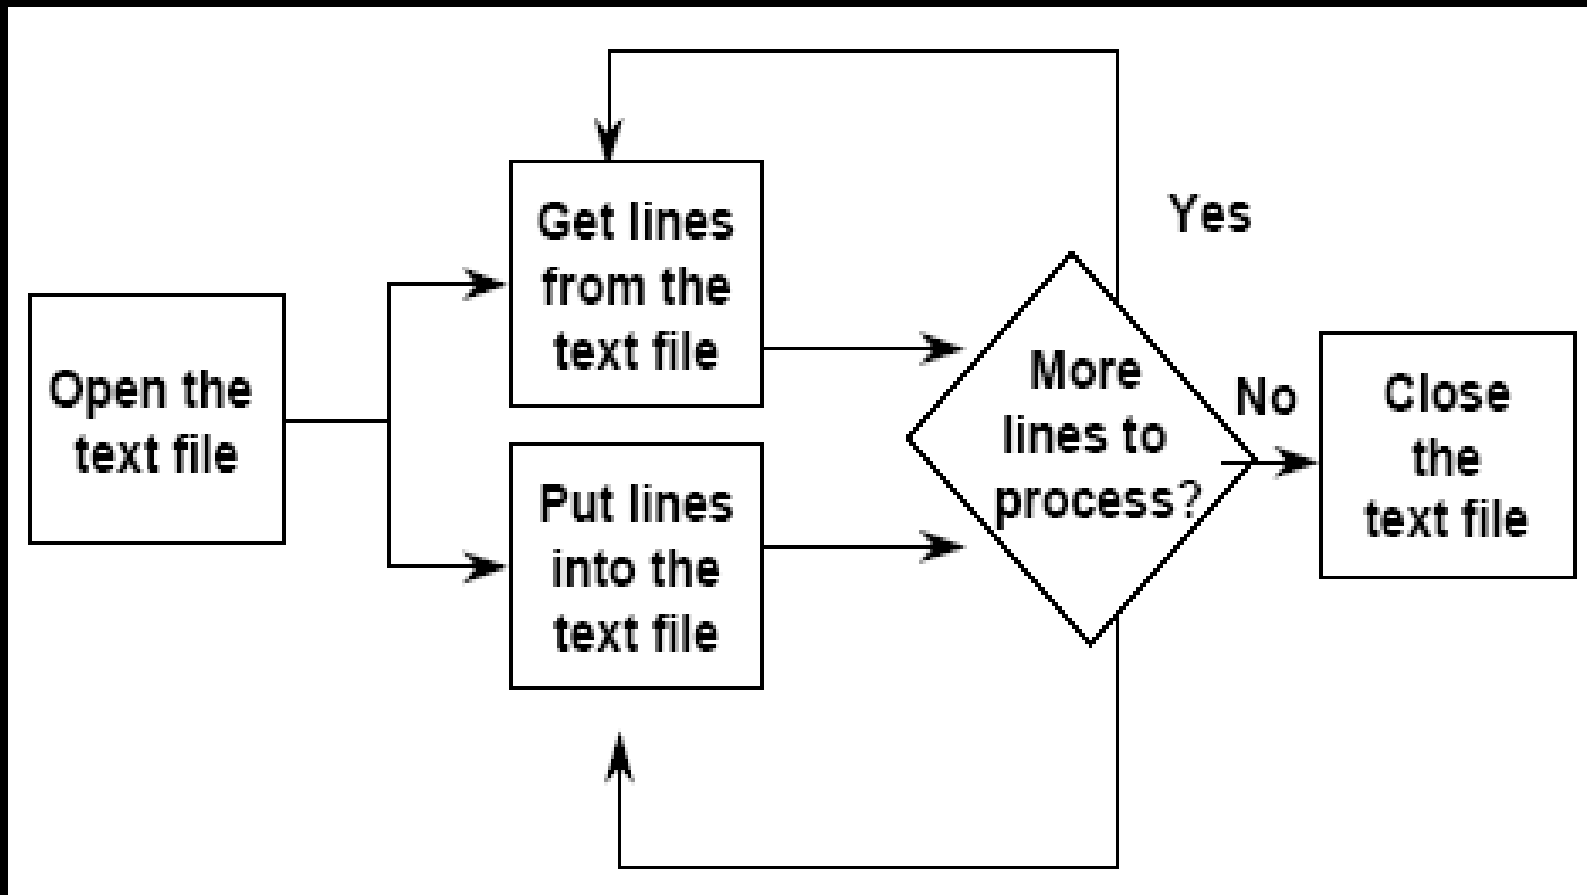 Open the
text file
Get lines
from the
text file
Put lines
into the
text file
More
lines to
process?
Yes
No
Close
the
text file